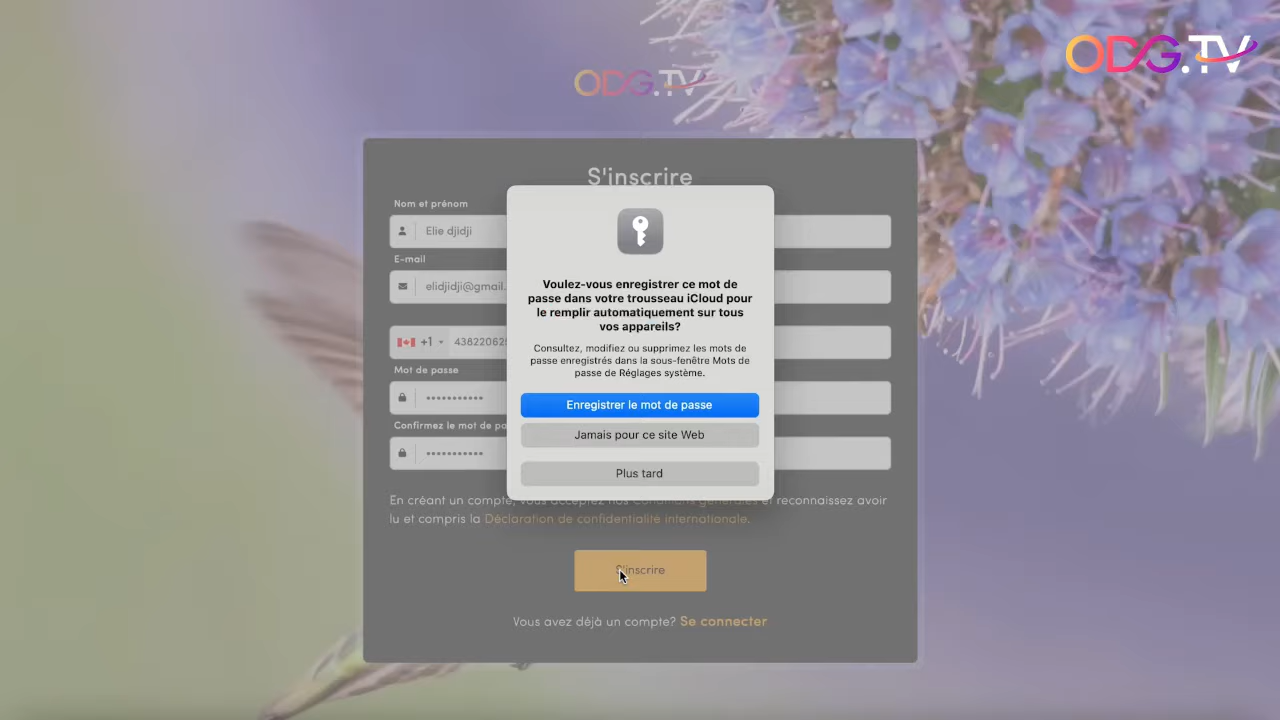 ODG.TV
ODG.TV
S'inscrire
Nom et prénom
Elie djidji
E-mail
elidjidji@gmail.
+1
43822062
Mot de passe
•••••••••••
Confirmez le mot de pa
•••••••••••
Voulez-vous enregistrer ce mot de
passe dans votre trousseau iCloud pour
le remplir automatiquement sur tous
vos appareils?
Consultez, modifiez ou supprimez les mots de
passe enregistrés dans la sous-fenêtre Mots de
passe de Réglages système.
Enregistrer le mot de passe
Jamais pour ce site Web
Plus tard
En créant un compte, vous acceptez nos Conditions générales et reconnaissez avoir
lu et compris la Déclaration de confidentialité internationale.
S'inscrire
Vous avez déjà un compte? Se connecter